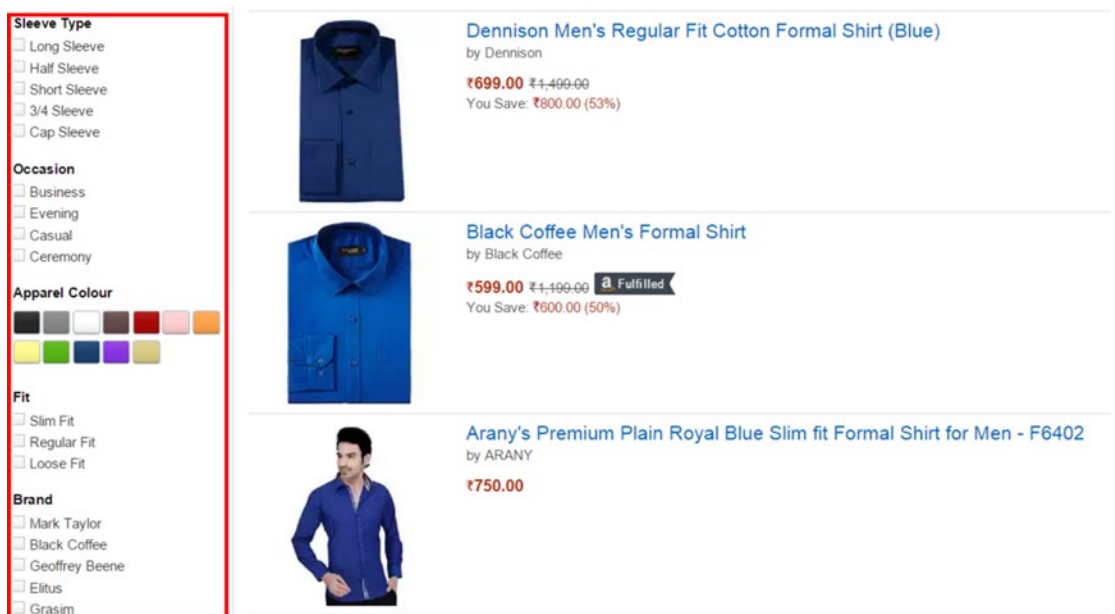 Sleeve Type
Long Sleeve
Half Sleeve
Short Sleeve
3/4 Sleeve
Cap Sleeve
Occasion
Business
Evening
Casual
Ceremony
Apparel Colour
Fit
Slim Fit
Regular Fit
Loose Fit
Brand
Mark Taylor
Black Coffee
Geoffrey Beene
Elitus
Grasim
Dennison Men's Regular Fit Cotton Formal Shirt (Blue)
by Dennison
₹699.00 ₹1,499.00
You Save: ₹800.00 (53%)
Black Coffee Men's Formal Shirt
by Black Coffee
₹599.00 ₹1,199.00 a Fulfilled
You Save: ₹600.00 (50%)
Arany's Premium Plain Royal Blue Slim fit Formal Shirt for Men - F6402
by ARANY
₹750.00